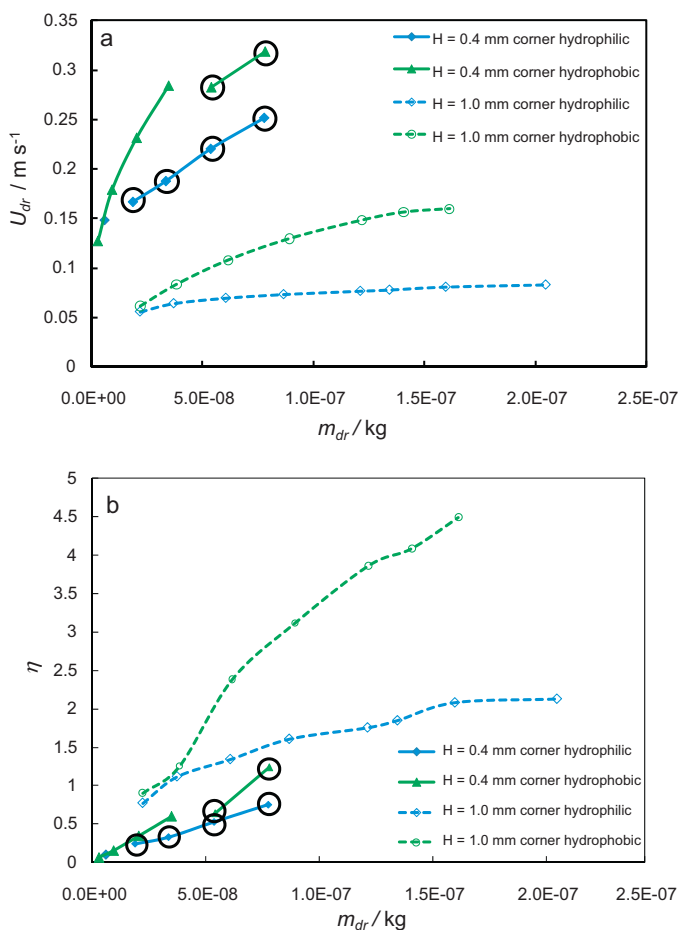 a
0.35
0.3
0.25
0.2
0.15
0.1
0.05
0
U_dr / m s⁻¹
H = 0.4 mm corner hydrophilic
H = 0.4 mm corner hydrophobic
H = 1.0 mm corner hydrophilic
H = 1.0 mm corner hydrophobic
0.0E+00 5.0E-08 1.0E-07 1.5E-07 2.0E-07 2.5E-07
m_dr / kg
b
5
4.5
4
3.5
3
2.5
2
1.5
1
0.5
0
η
H = 0.4 mm corner hydrophilic
H = 0.4 mm corner hydrophobic
H = 1.0 mm corner hydrophilic
H = 1.0 mm corner hydrophobic
0.0E+00 5.0E-08 1.0E-07 1.5E-07 2.0E-07 2.5E-07
m_dr / kg